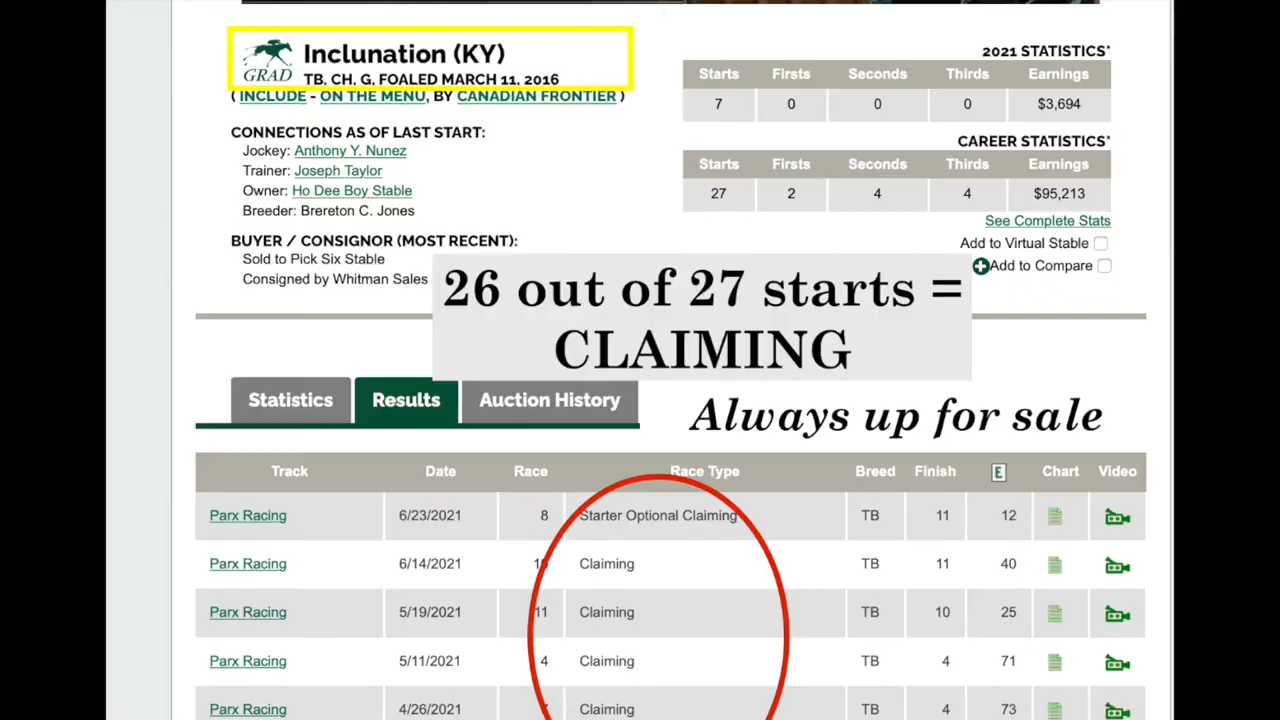 Inclunation (KY)
GRAD
TB, CH, G, FOALED MARCH 11, 2016
( INCLUDE - ON THE MENU, BY CANADIAN FRONTIER )
CONNECTIONS AS OF LAST START:
Jockey: Anthony Y. Nunez
Trainer: Joseph Taylor
Owner: Ho Dee Boy Stable
Breeder: Brereton C. Jones
BUYER / CONSIGNOR (MOST RECENT):
Sold to Pick Six Stable
Consigned by Whitman Sales
2021 STATISTICS*
Starts Firsts Seconds Thirds Earnings
7 0 0 0 $3,694
CAREER STATISTICS*
Starts Firsts Seconds Thirds Earnings
27 2 4 4 $95,213
See Complete Stats
Add to Virtual Stable
Add to Compare
26 out of 27 starts =
CLAIMING
Always up for sale
Statistics Results Auction History
Track Date Race Race Type Breed Finish E Chart Video
Parx Racing 6/23/2021 8 Starter Optional Claiming TB 11 12
Parx Racing 6/14/2021 10 Claiming TB 11 40
Parx Racing 5/19/2021 11 Claiming TB 10 25
Parx Racing 5/11/2021 4 Claiming TB 4 71
Parx Racing 4/26/2021 Claiming TB 4 73